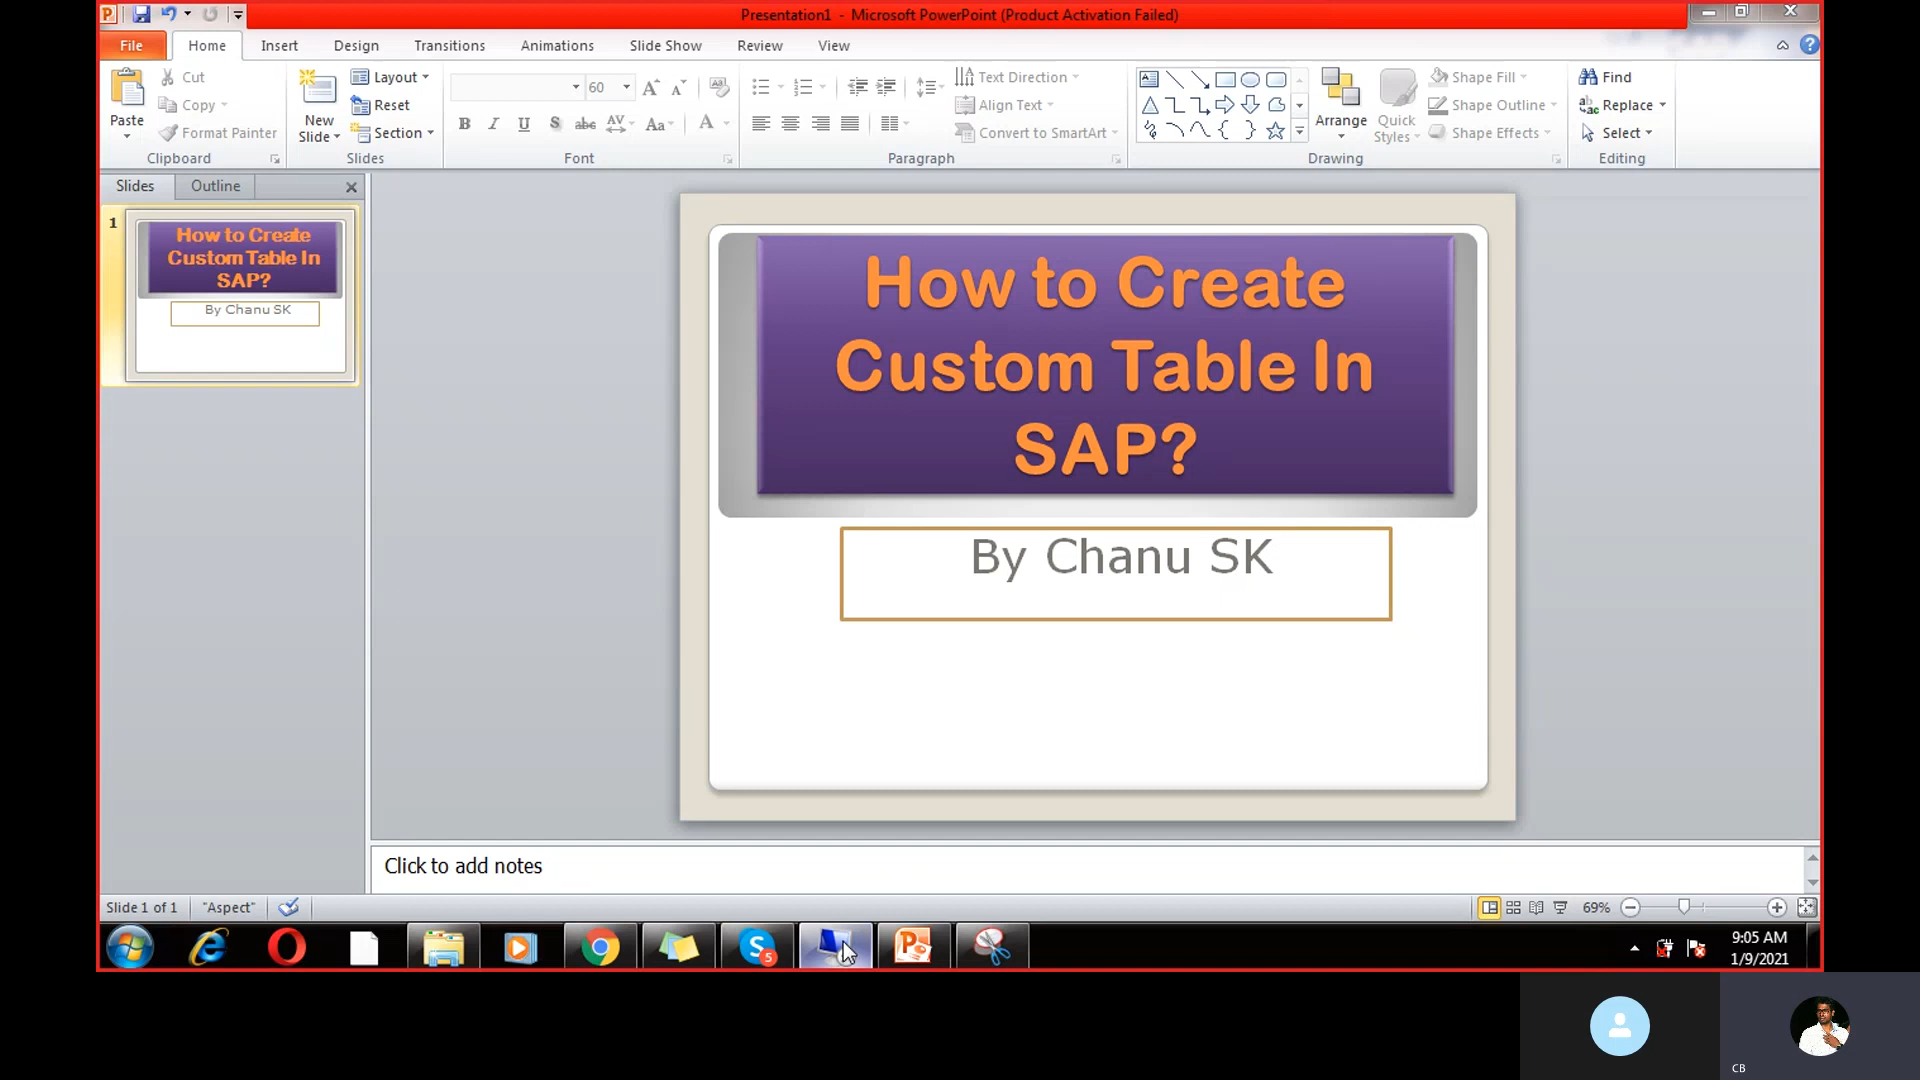 Presentation1 - Microsoft PowerPoint (Product Activation Failed)
File Home Insert Design Transitions Animations Slide Show Review View
Paste
Cut
Copy
Format Painter
Clipboard
New Slide
Layout
Reset
Section
Slides
60
B I U S abc AV Aa A
Font
Text Direction
Align Text
Convert to SmartArt
Paragraph
Arrange
Quick Styles
Shape Fill
Shape Outline
Shape Effects
Drawing
Find
Replace
Select
Editing
Slides Outline
1
How to Create
Custom Table In
SAP?
By Chanu SK
How to Create
Custom Table In
SAP?
By Chanu SK
Click to add notes
Slide 1 of 1 "Aspect" 69%
5
9:05 AM
1/9/2021
CB